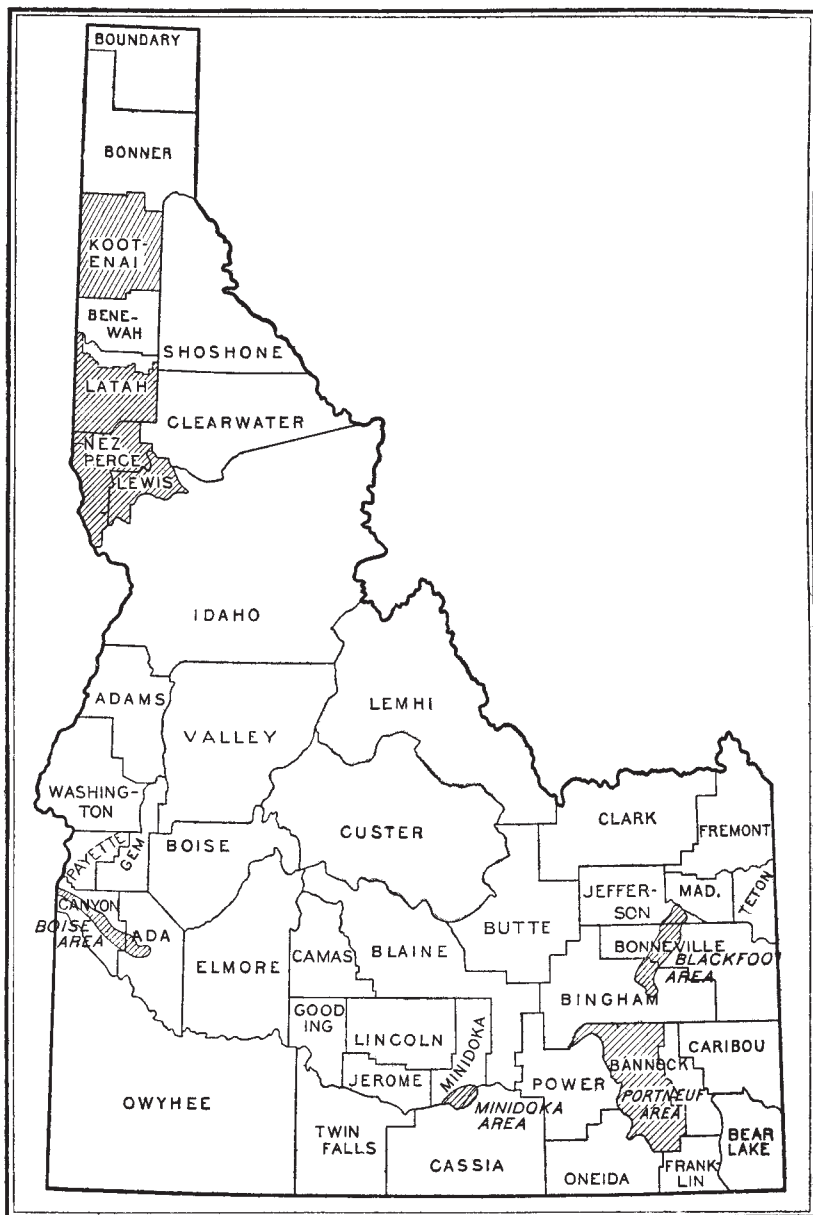 BOUNDARY
BONNER
KOOT-
ENAI
BENE-
WAH
SHOSHONE
LATAH
CLEARWATER
NEZ
PERCE
LEWIS
IDAHO
ADAMS
LEMHI
VALLEY
WASHING-
TON
CUSTER
CLARK
FREMONT
PAYETTE
GEM
BOISE
JEFFER-
SON
MAD.
TETON
CANYON
BOISE
AREA
ADA
BUTTE
BONNEVILLE
BLACKFOOT
AREA
ELMORE
CAMAS
BLAINE
BINGHAM
GOOD
ING
LINCOLN
MINIDOKA
JEROME
POWER
BANNOCK
CARIBOU
OWYHEE
MINIDOKA
AREA
PORTNEUF
AREA
TWIN
FALLS
CASSIA
ONEIDA
FRANK-
LIN
BEAR
LAKE